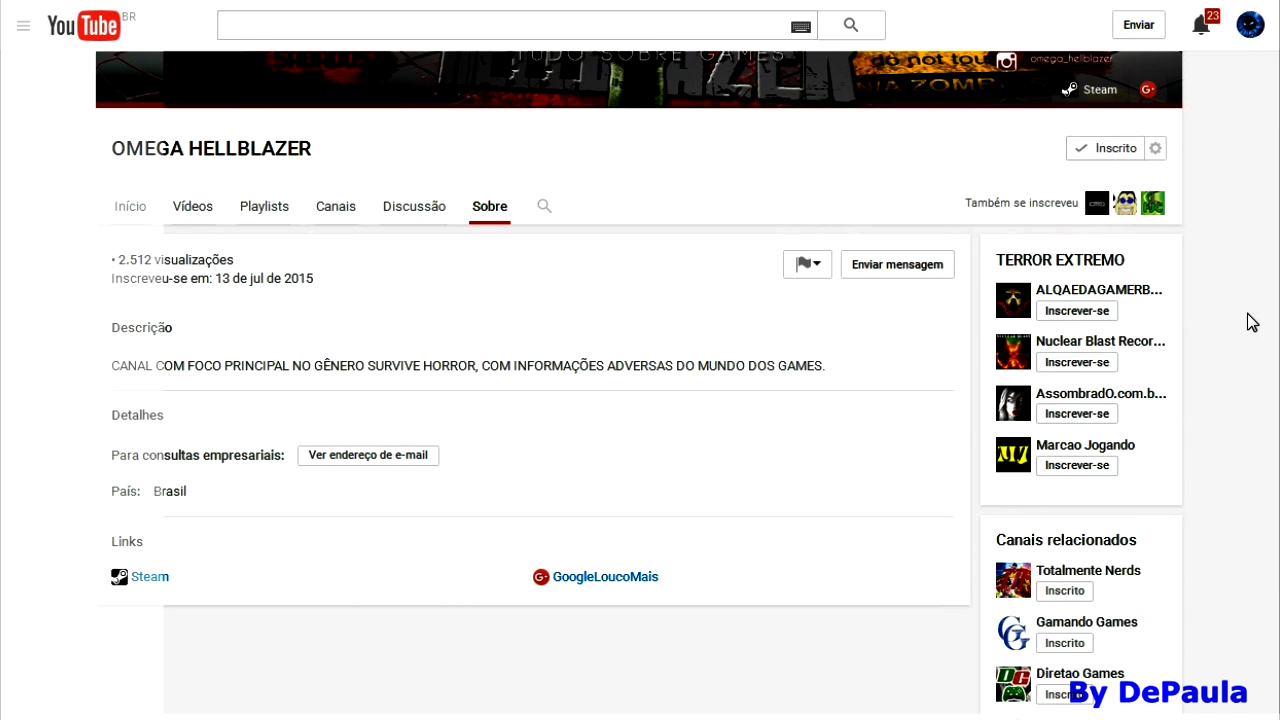 YouTube BR
Enviar
23
TUDO SOBRE GAMES
do not tou
omega_hellblazer
Steam
G+
OMEGA HELLBLAZER
Inscrito
Início Vídeos Playlists Canais Discussão Sobre
Também se inscreveu
• 2.512 visualizações
Inscreveu-se em: 13 de jul de 2015
Enviar mensagem
Descrição
CANAL COM FOCO PRINCIPAL NO GÊNERO SURVIVE HORROR, COM INFORMAÇÕES ADVERSAS DO MUNDO DOS GAMES.
Detalhes
Para consultas empresariais: Ver endereço de e-mail
País: Brasil
Links
Steam
G+ GoogleLoucoMais
TERROR EXTREMO
ALQAEDAGAMERB...
Inscrever-se
Nuclear Blast Recor...
Inscrever-se
AssombradO.com.b...
Inscrever-se
Marcao Jogando
Inscrever-se
Canais relacionados
Totalmente Nerds
Inscrito
Gamando Games
Inscrito
Diretao Games
Inscrito
By DePaula